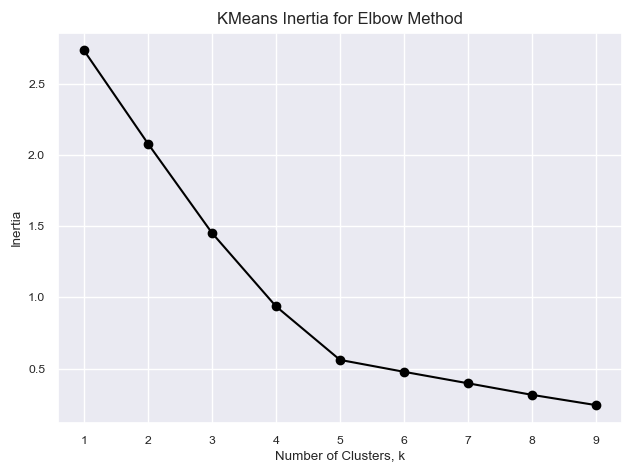 KMeans Inertia for Elbow Method
2.5
2.0
1.5
1.0
0.5
Inertia
1 2 3 4 5 6 7 8 9
Number of Clusters, k